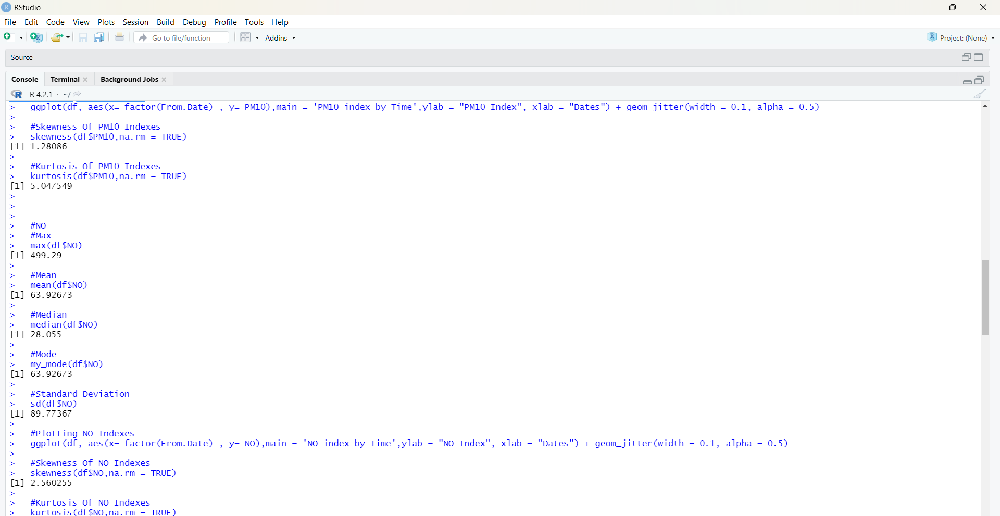 RStudio
File Edit Code View Plots Session Build Debug Profile Tools Help
Go to file/function Addins Project: (None)
Source
Console Terminal Background Jobs
R 4.2.1 · ~/
> ggplot(df, aes(x= factor(From.Date) , y= PM10),main = 'PM10 index by Time',ylab = "PM10 Index", xlab = "Dates") + geom_jitter(width = 0.1, alpha = 0.5)
>
> #Skewness Of PM10 Indexes
> skewness(df$PM10,na.rm = TRUE)
[1] 1.28086
>
> #Kurtosis Of PM10 Indexes
> kurtosis(df$PM10,na.rm = TRUE)
[1] 5.047549
>
>
>
> #NO
> #Max
> max(df$NO)
[1] 499.29
>
> #Mean
> mean(df$NO)
[1] 63.92673
>
> #Median
> median(df$NO)
[1] 28.055
>
> #Mode
> my_mode(df$NO)
[1] 63.92673
>
> #Standard Deviation
> sd(df$NO)
[1] 89.77367
>
> #Plotting NO Indexes
> ggplot(df, aes(x= factor(From.Date) , y= NO),main = 'NO index by Time',ylab = "NO Index", xlab = "Dates") + geom_jitter(width = 0.1, alpha = 0.5)
>
> #Skewness Of NO Indexes
> skewness(df$NO,na.rm = TRUE)
[1] 2.560255
>
> #Kurtosis Of NO Indexes
> kurtosis(df$NO,na.rm = TRUE)